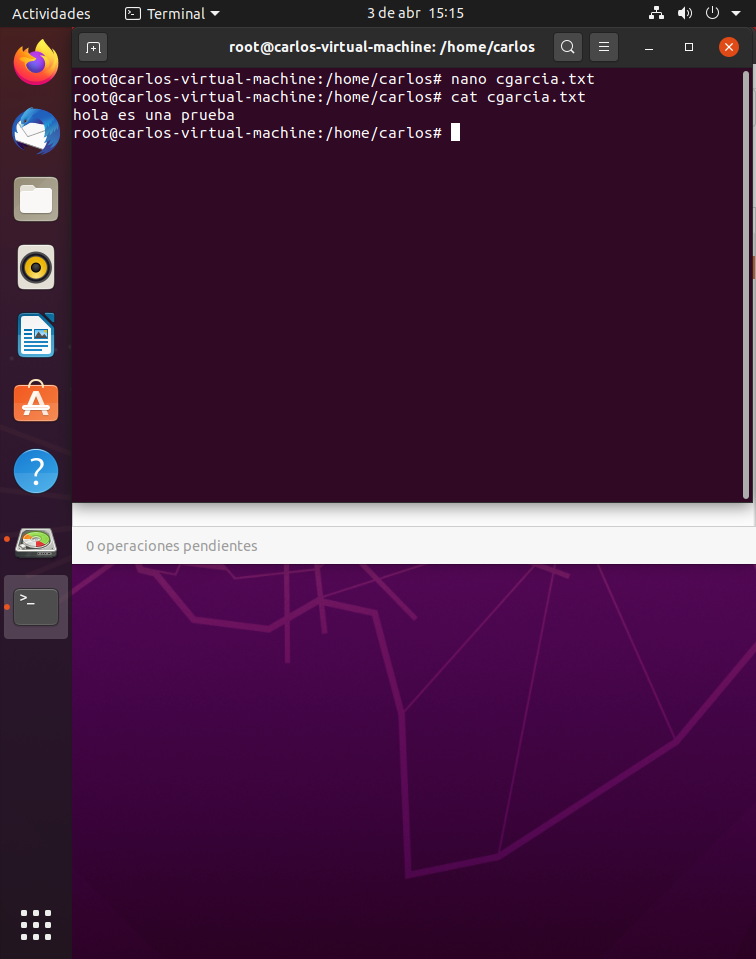 Actividades Terminal 3 de abr 15:15
root@carlos-virtual-machine: /home/carlos
root@carlos-virtual-machine:/home/carlos# nano cgarcia.txt
root@carlos-virtual-machine:/home/carlos# cat cgarcia.txt
hola es una prueba
root@carlos-virtual-machine:/home/carlos#
0 operaciones pendientes